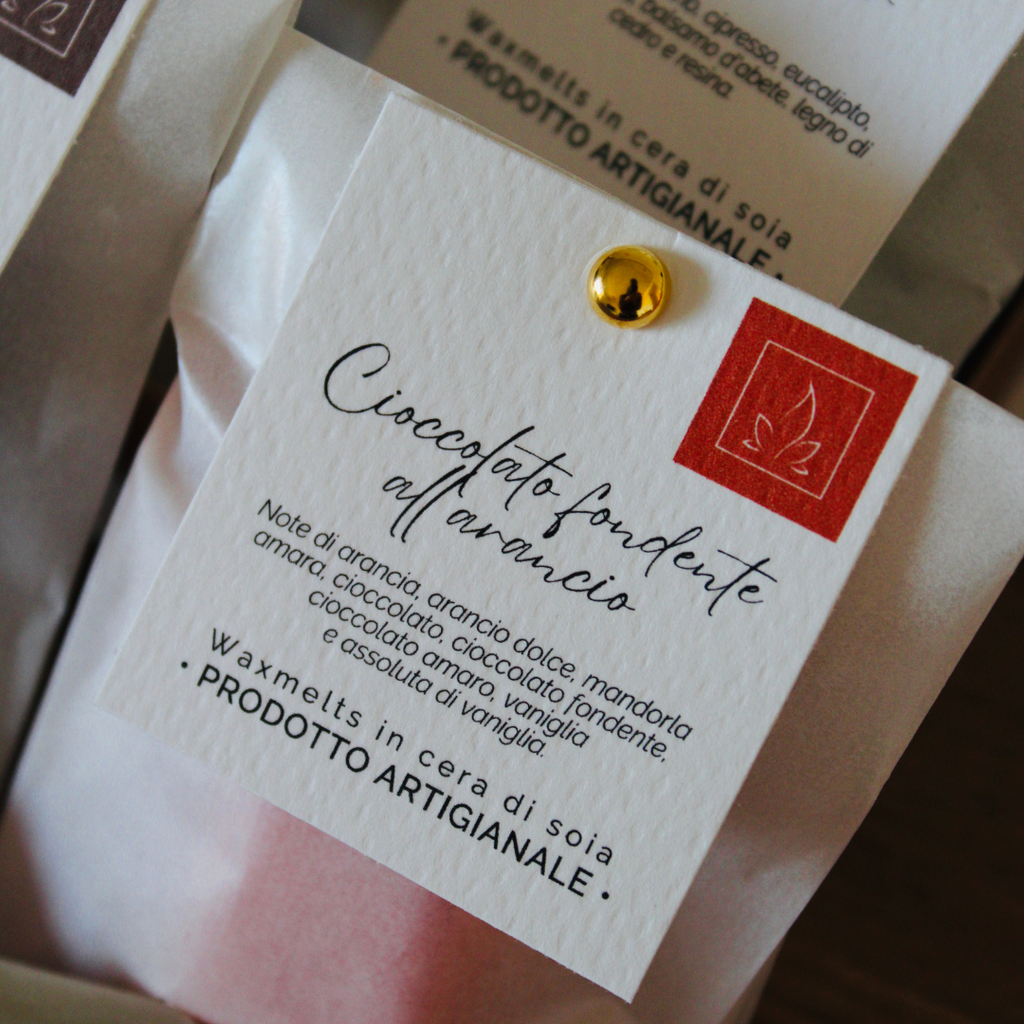 cipresso, eucalipto,
balsamo d'abete, legno di
cedro e resina.
Waxmelts in cera di soia
• PRODOTTO ARTIGIANALE •
Cioccolato fondente
all'arancio
Note di arancia, arancio dolce, mandorla
amara, cioccolato, cioccolato fondente,
cioccolato amaro, vaniglia
e assoluta di vaniglia.
Waxmelts in cera di soia
• PRODOTTO ARTIGIANALE •